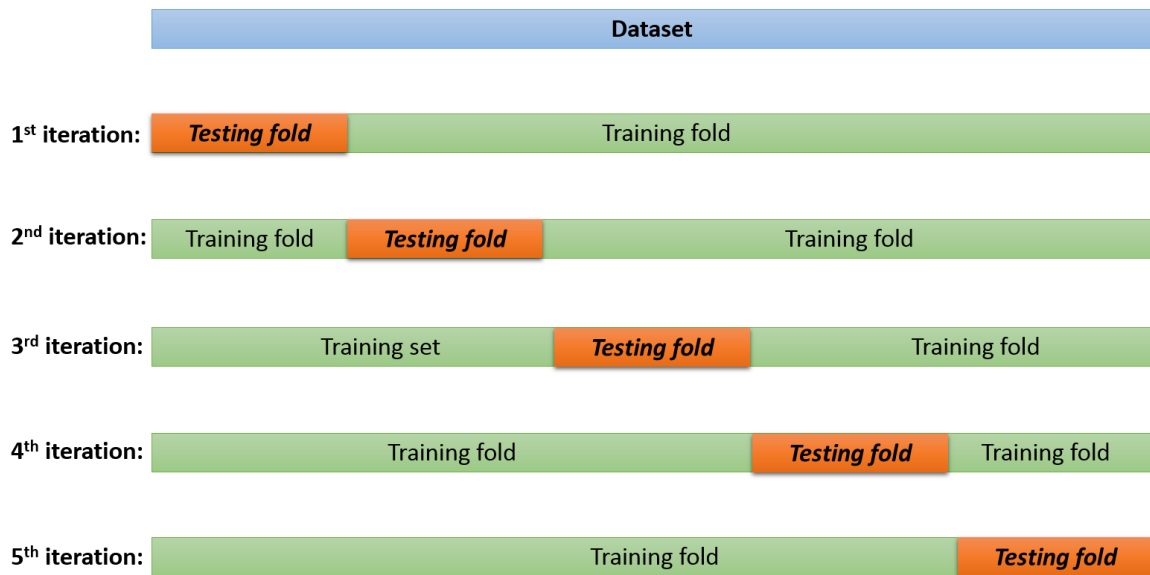 Dataset
1st iteration: Testing fold Training fold
2nd iteration: Training fold Testing fold Training fold
3rd iteration: Training set Testing fold Training fold
4th iteration: Training fold Testing fold Training fold
5th iteration: Training fold Testing fold